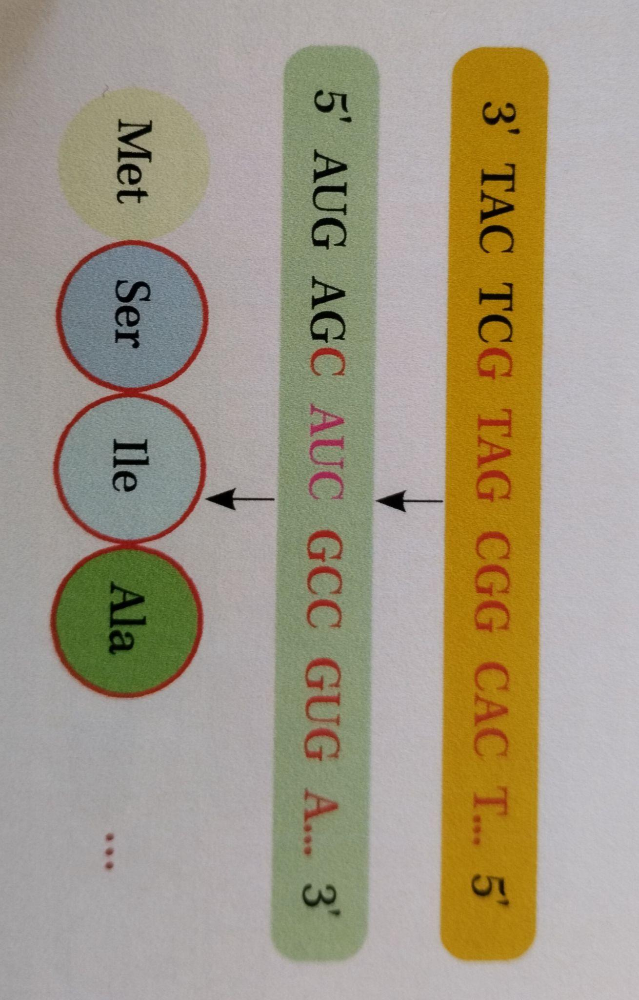 3' TAC TCG TAG CGG CAC T... 5'
5' AUG AGC AUC GCC GUG A... 3'
Met Ser Ile Ala ...